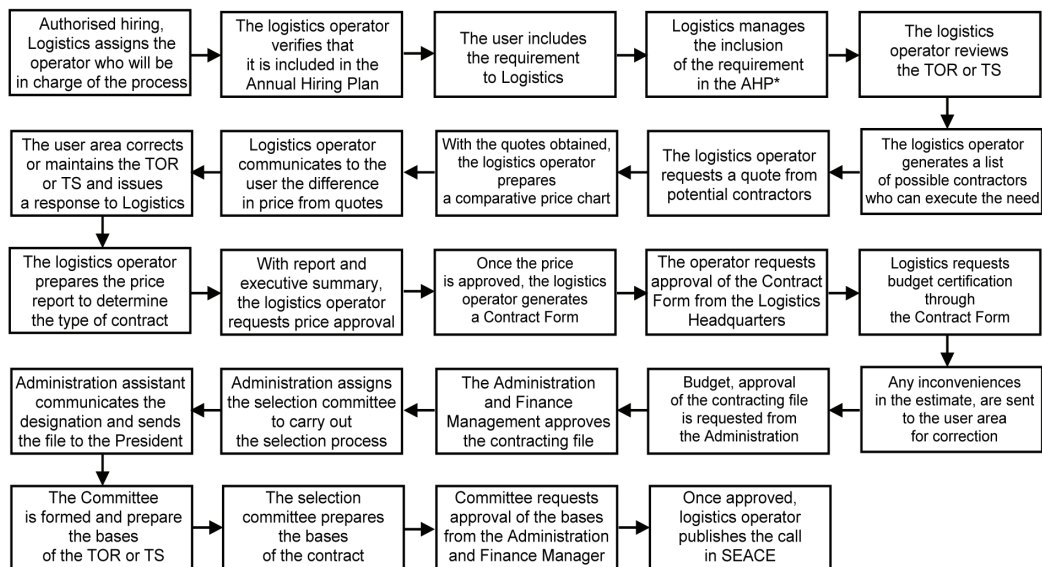 Authorised hiring,
Logistics assigns the
operator who will be
in charge of the process
The logistics operator
verifies that
it is included in the
Annual Hiring Plan
The user includes
the requirement
to Logistics
Logistics manages
the inclusion
of the requirement
in the AHP*
The logistics
operator reviews
the TOR or TS
The logistics operator
generates a list
of possible contractors
who can execute the need
The logistics operator
requests a quote from
potential contractors
With the quotes obtained,
the logistics operator
prepares
a comparative price chart
Logistics operator
communicates to the
user the difference
in price from quotes
The user area corrects
or maintains the TOR
or TS and issues
a response to Logistics
The logistics operator
prepares the price
report to determine
the type of contract
With report and
executive summary,
the logistics operator
requests price approval
Once the price
is approved, the logistics
operator generates
a Contract Form
The operator requests
approval of the Contract
Form from the Logistics
Headquarters
Logistics requests
budget certification
through
the Contract Form
Any inconveniences
in the estimate, are sent
to the user area
for correction
Budget, approval
of the contracting file
is requested from
the Administration
The Administration
and Finance
Management approves
the contracting file
Administration assigns
the selection committee
to carry out
the selection process
Administration assistant
communicates the
designation and sends
the file to the President
The Committee
is formed and prepare
the bases
of the TOR or TS
The selection
committee prepares
the bases
of the contract
Committee requests
approval of the bases
from the Administration
and Finance Manager
Once approved,
logistics operator
publishes the call
in SEACE